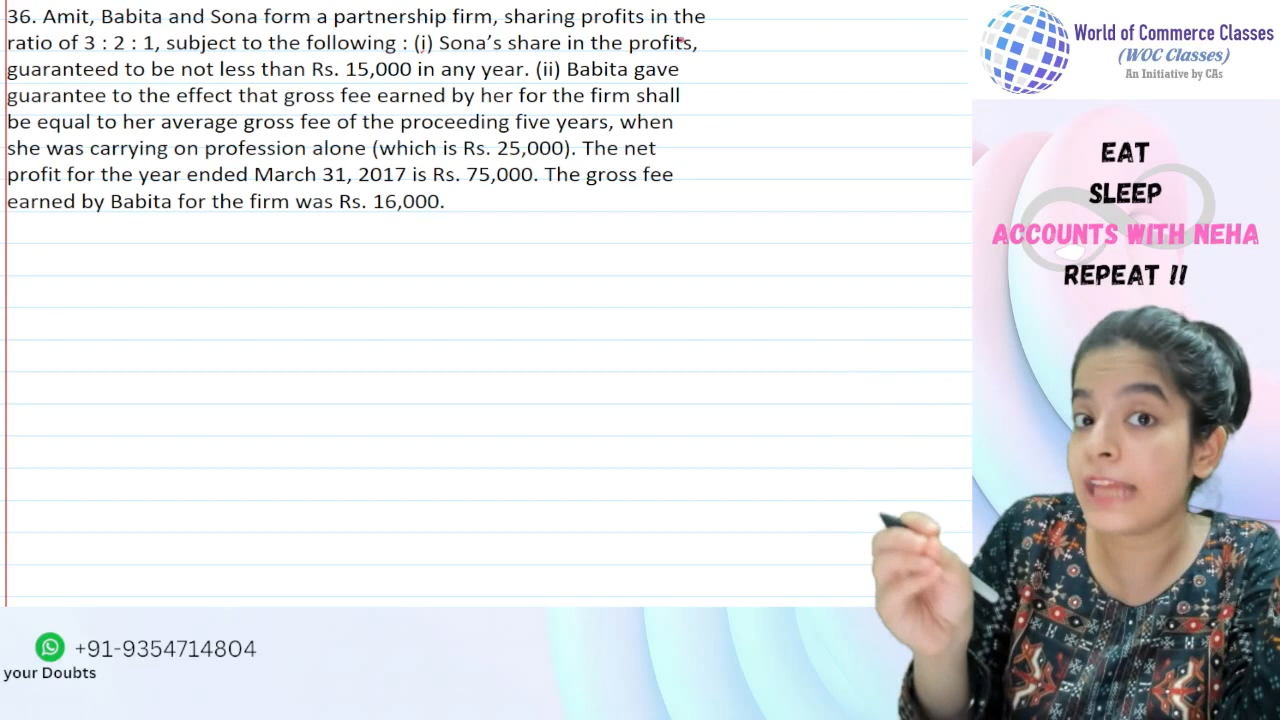 36. Amit, Babita and Sona form a partnership firm, sharing profits in the
ratio of 3 : 2 : 1, subject to the following : (i) Sona’s share in the profits,
guaranteed to be not less than Rs. 15,000 in any year. (ii) Babita gave
guarantee to the effect that gross fee earned by her for the firm shall
be equal to her average gross fee of the proceeding five years, when
she was carrying on profession alone (which is Rs. 25,000). The net
profit for the year ended March 31, 2017 is Rs. 75,000. The gross fee
earned by Babita for the firm was Rs. 16,000.
World of Commerce Classes
(WOC Classes)
An Initiative by CAs
EAT
SLEEP
ACCOUNTS WITH NEHA
REPEAT !!
+91-9354714804
your Doubts